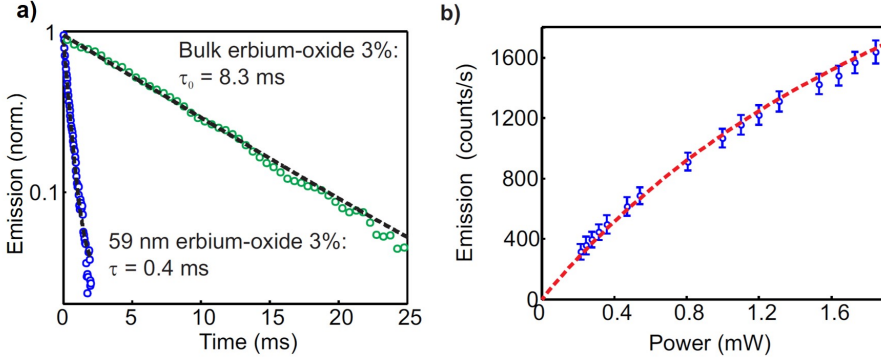 a)
1
0.1
Emission (norm.)
Bulk erbium-oxide 3%:
τ₀ = 8.3 ms
59 nm erbium-oxide 3%:
τ = 0.4 ms
0 5 10 15 20 25
Time (ms)
b)
1600
1200
800
400
0
Emission (counts/s)
0 0.4 0.8 1.2 1.6
Power (mW)